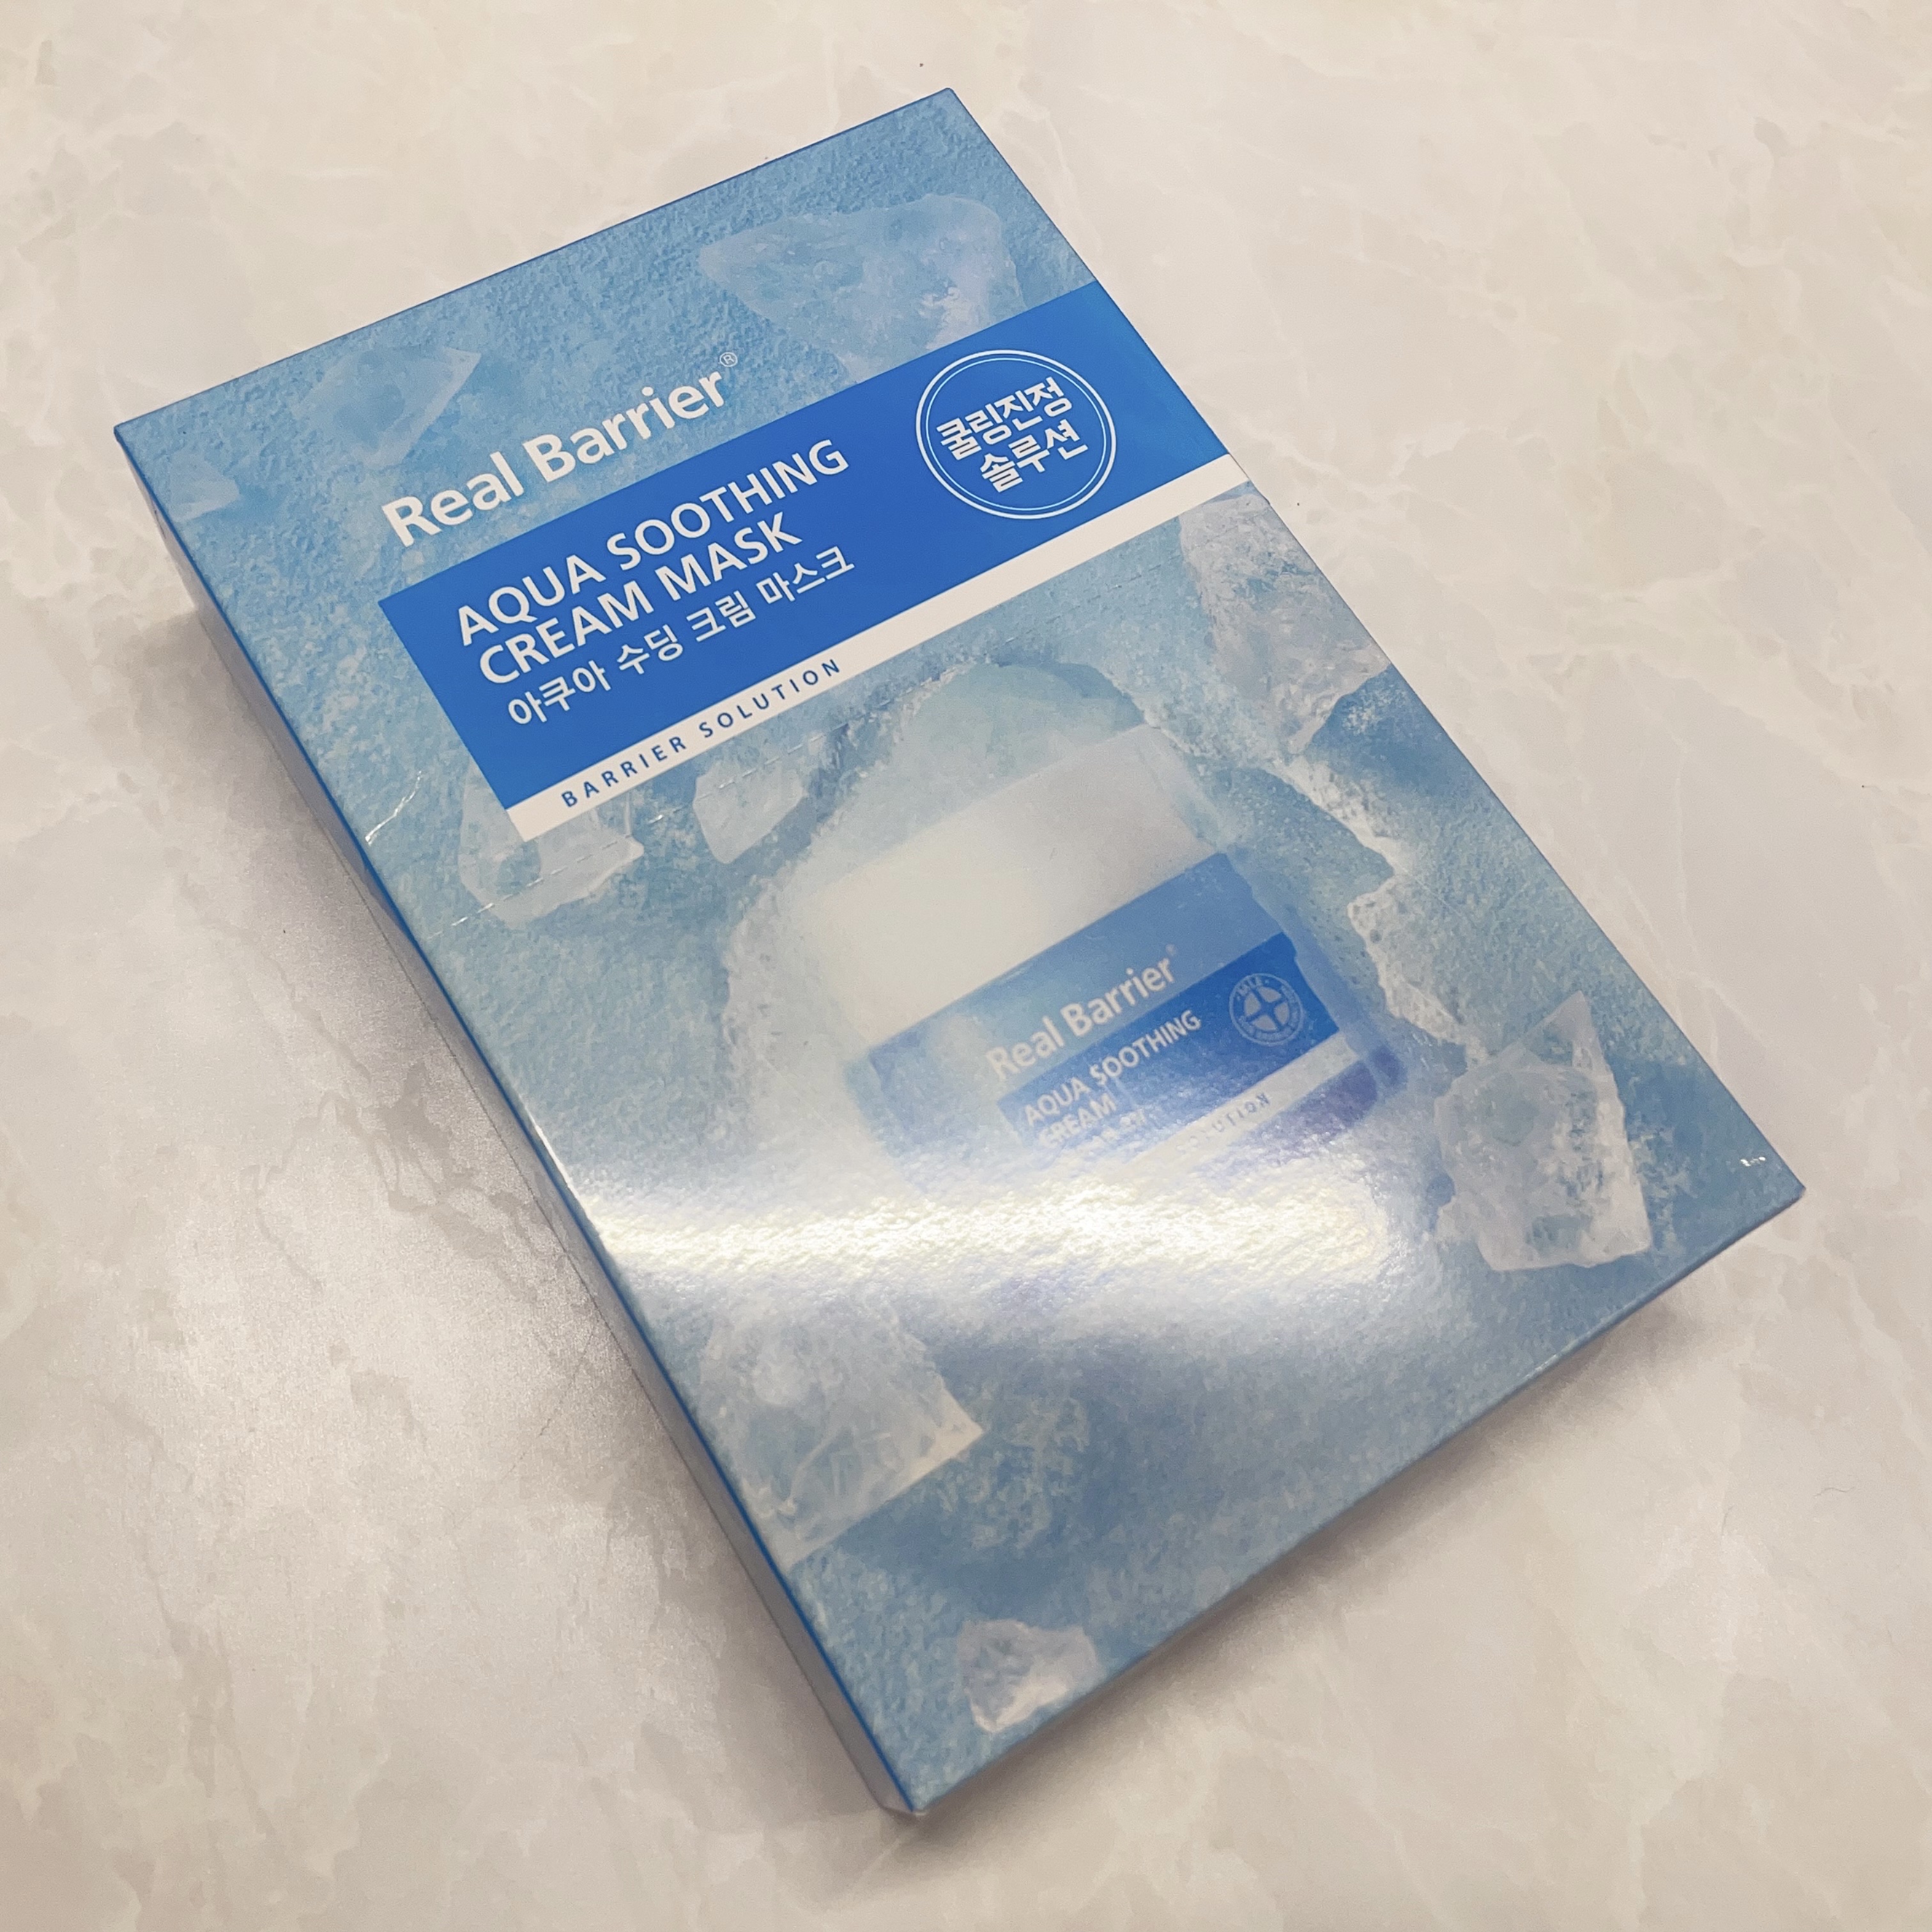 Real Barrier®
AQUA SOOTHING
CREAM MASK
아쿠아 수딩 크림 마스크
쿨링진정
솔루션
BARRIER SOLUTION
Real Barrier
AQUA SOOTHING
CREAM